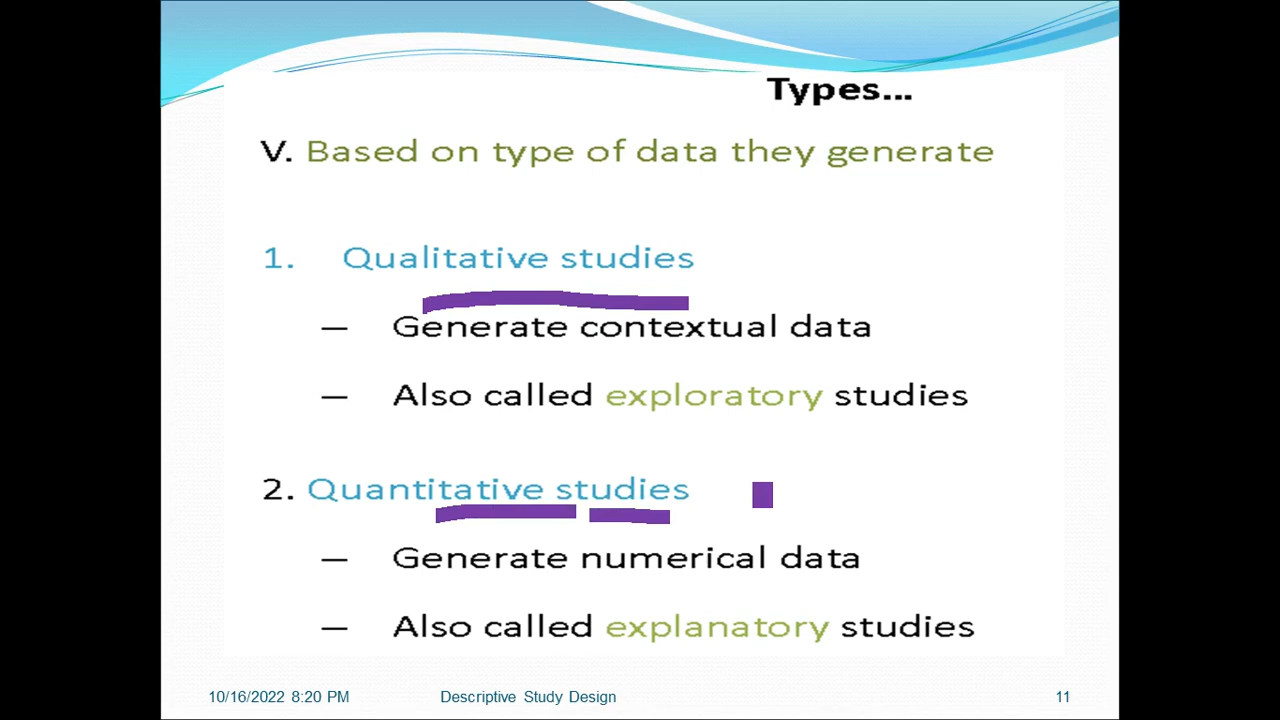 Types...
V. Based on type of data they generate
1. Qualitative studies
— Generate contextual data
— Also called exploratory studies
2. Quantitative studies
— Generate numerical data
— Also called explanatory studies
10/16/2022 8:20 PM Descriptive Study Design 11